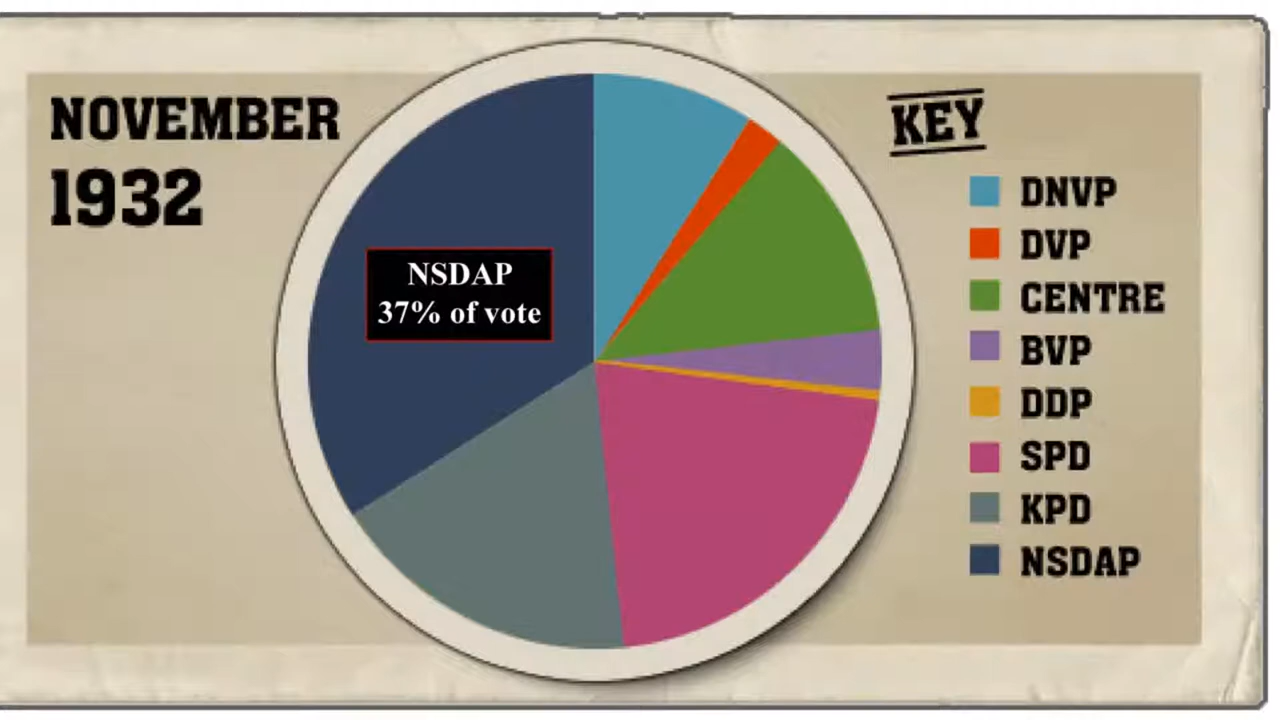 NOVEMBER
1932
NSDAP
37% of vote
KEY
DNVP
DVP
CENTRE
BVP
DDP
SPD
KPD
NSDAP